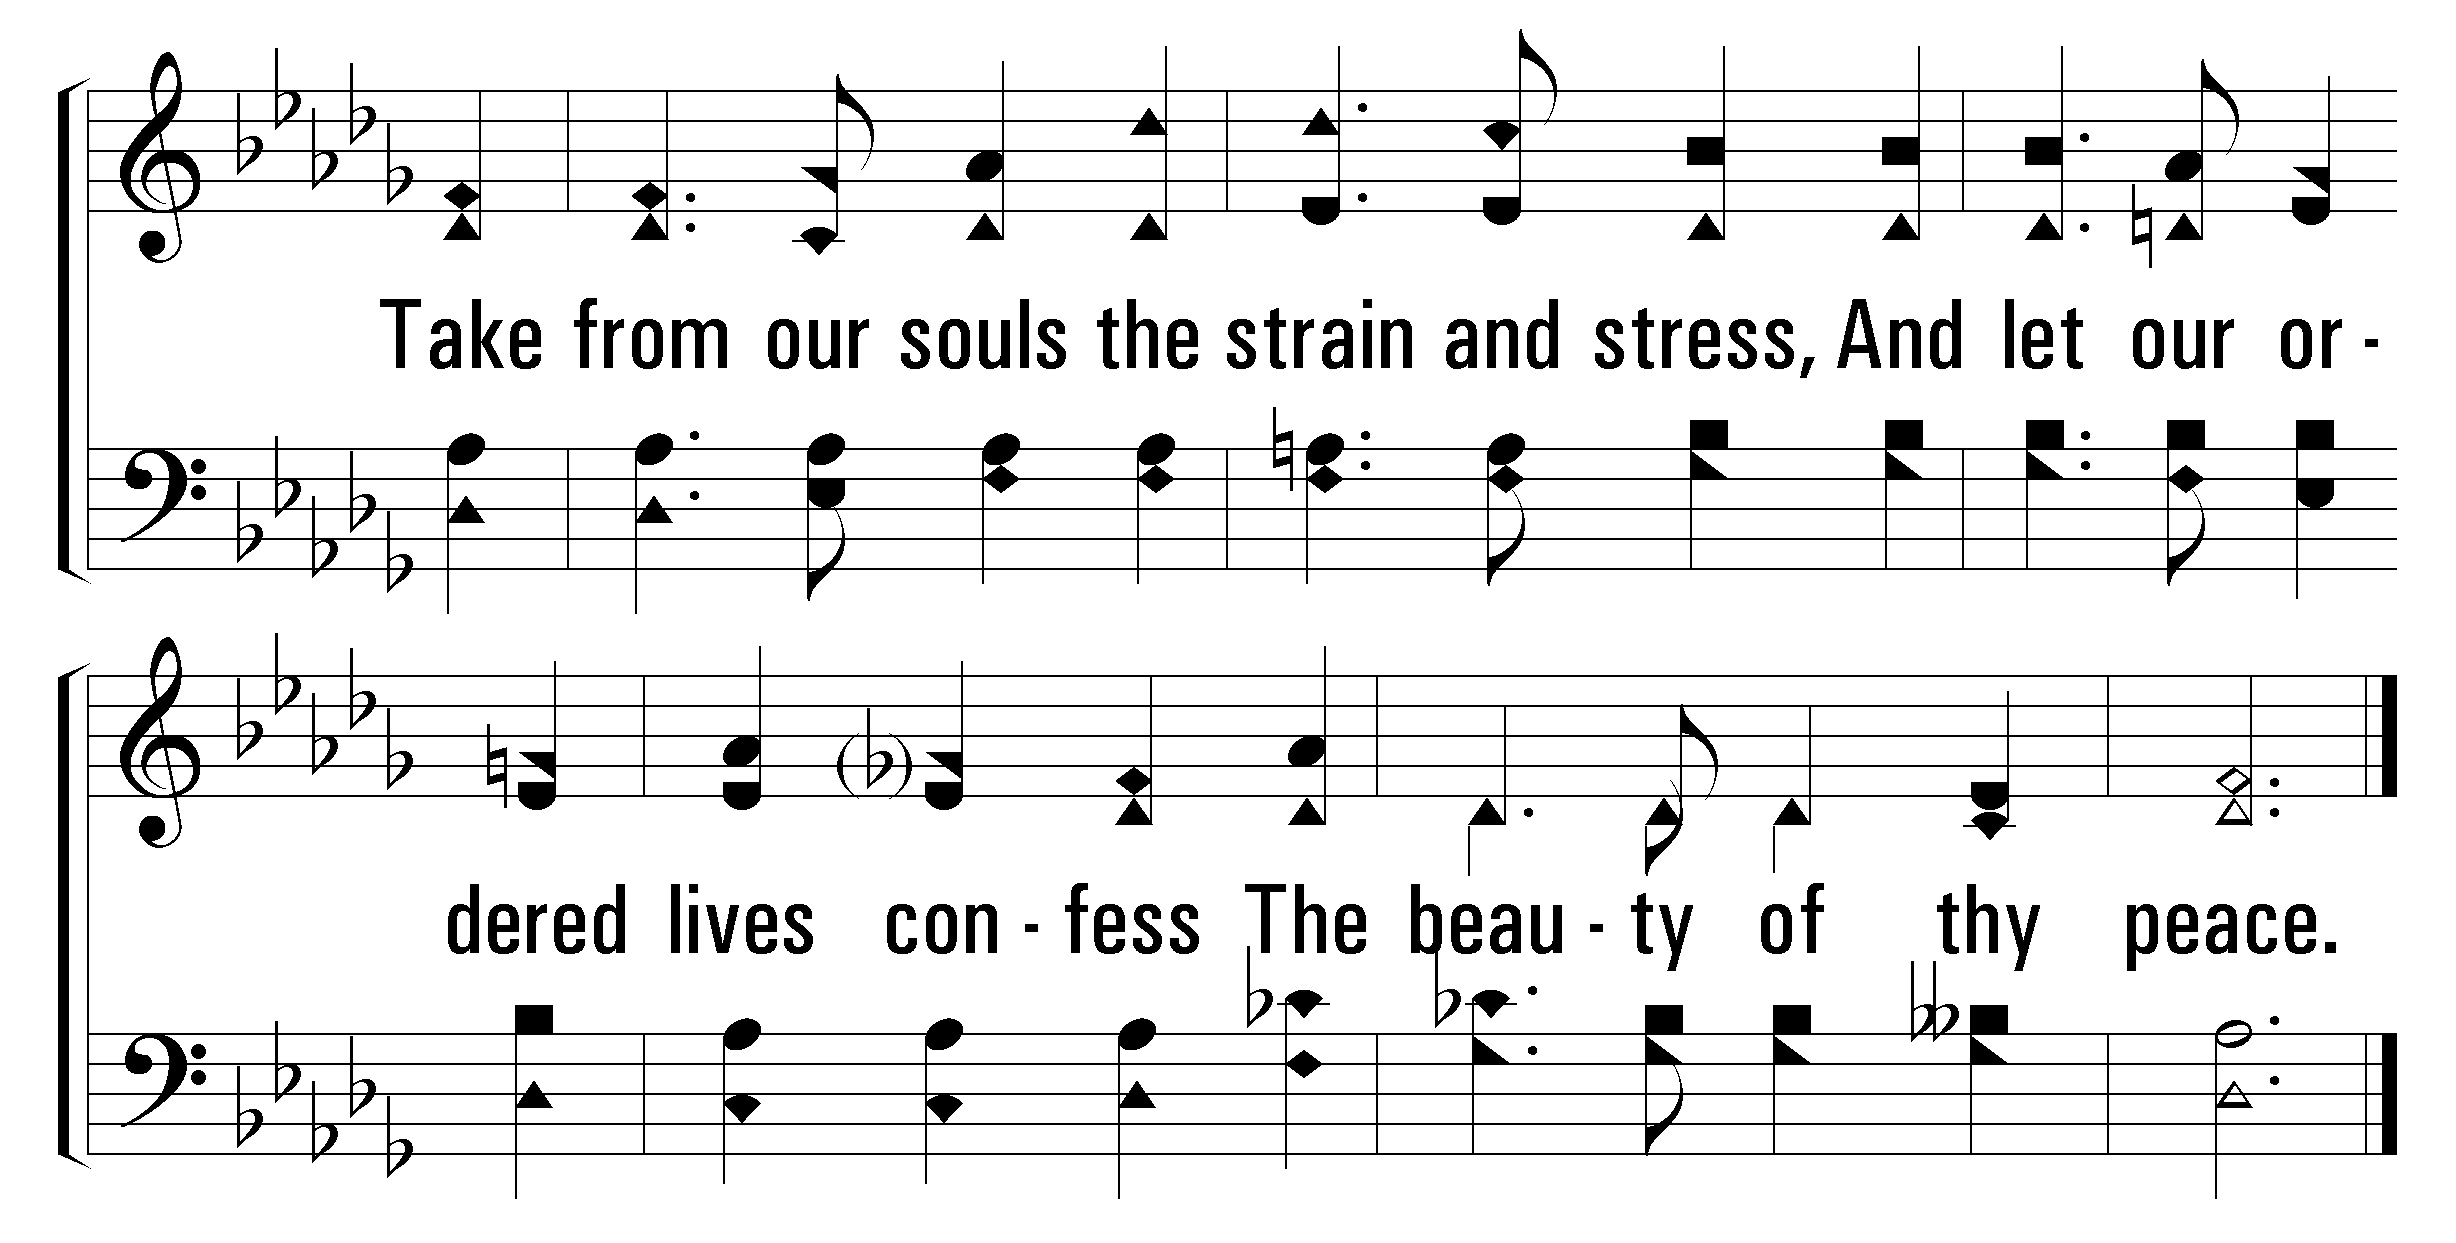 Take from our souls the strain and stress, And let our or -
dered lives con - fess The beau - ty of thy peace.